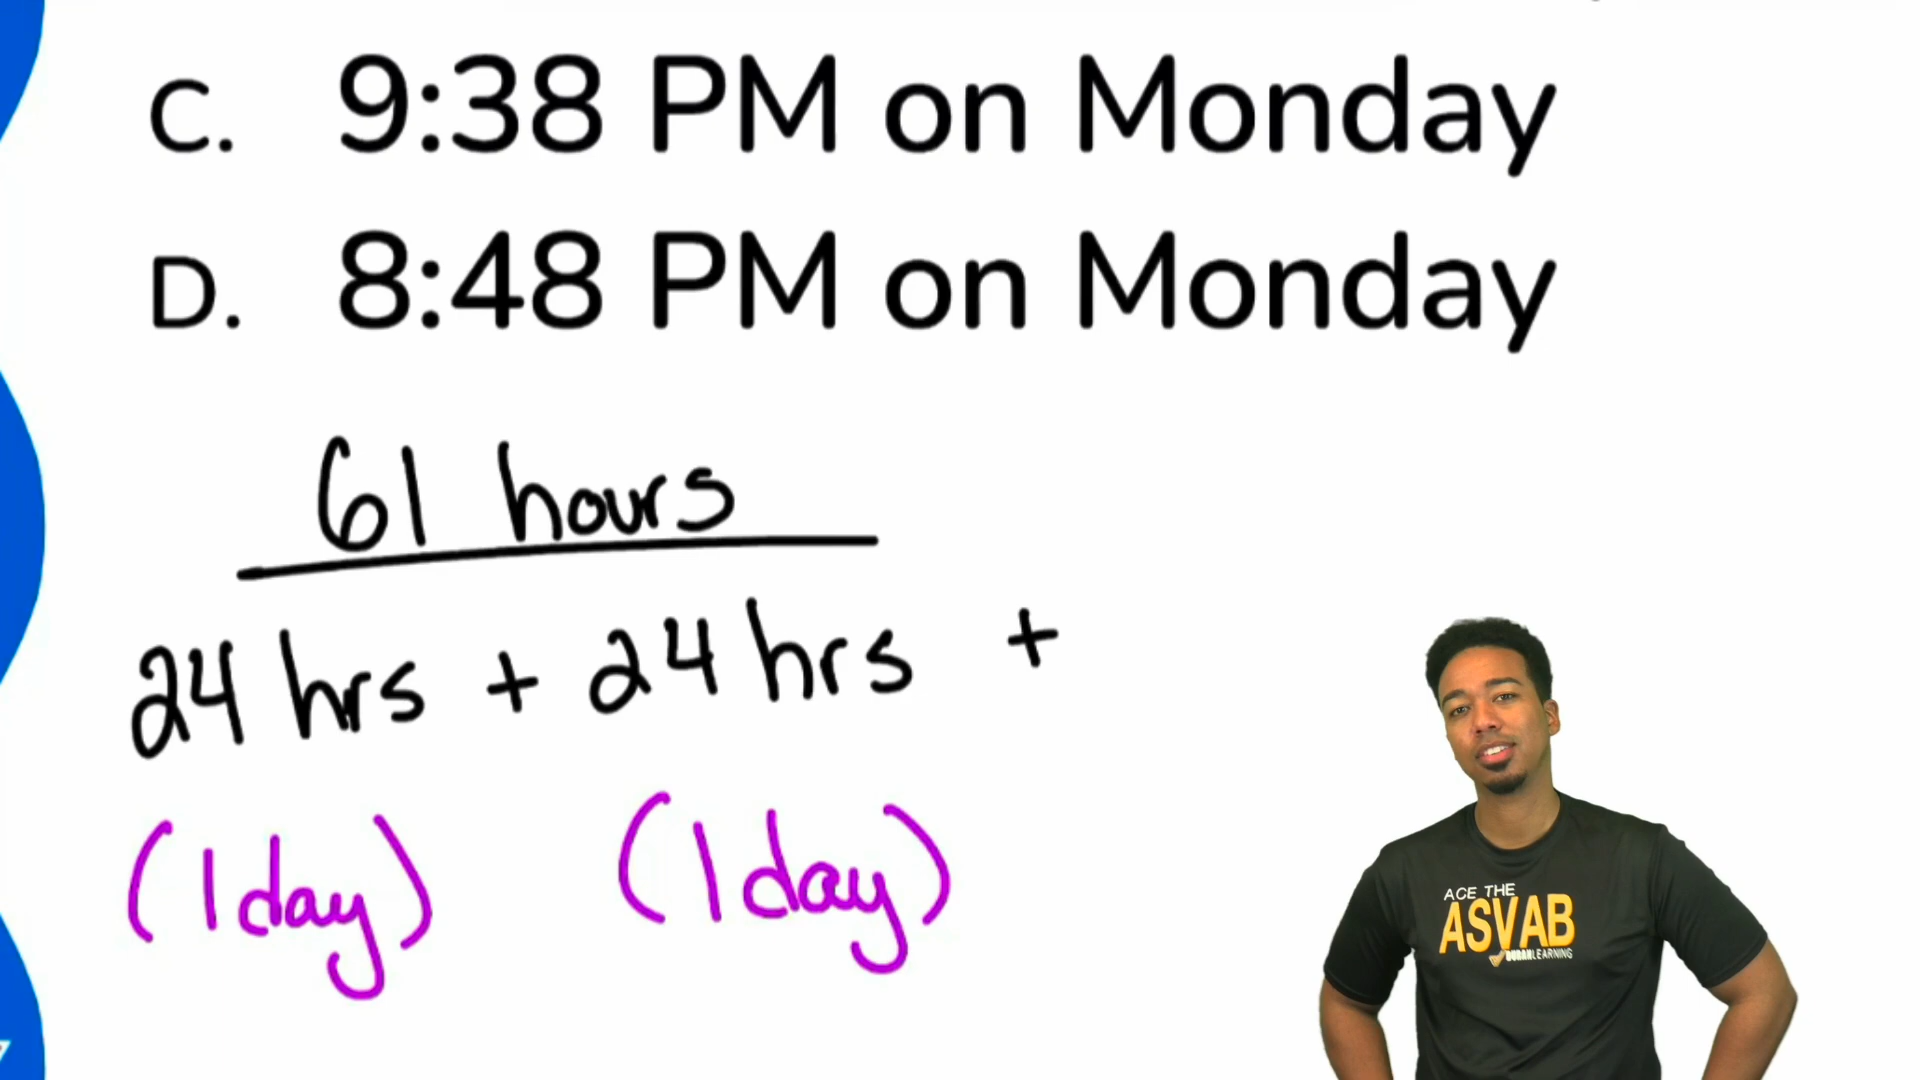 C. 9:38 PM on Monday
D. 8:48 PM on Monday
61 hours
24 hrs + 24 hrs +
(1 day) (1 day)
ACE THE
ASVAB
DURANLEARNING